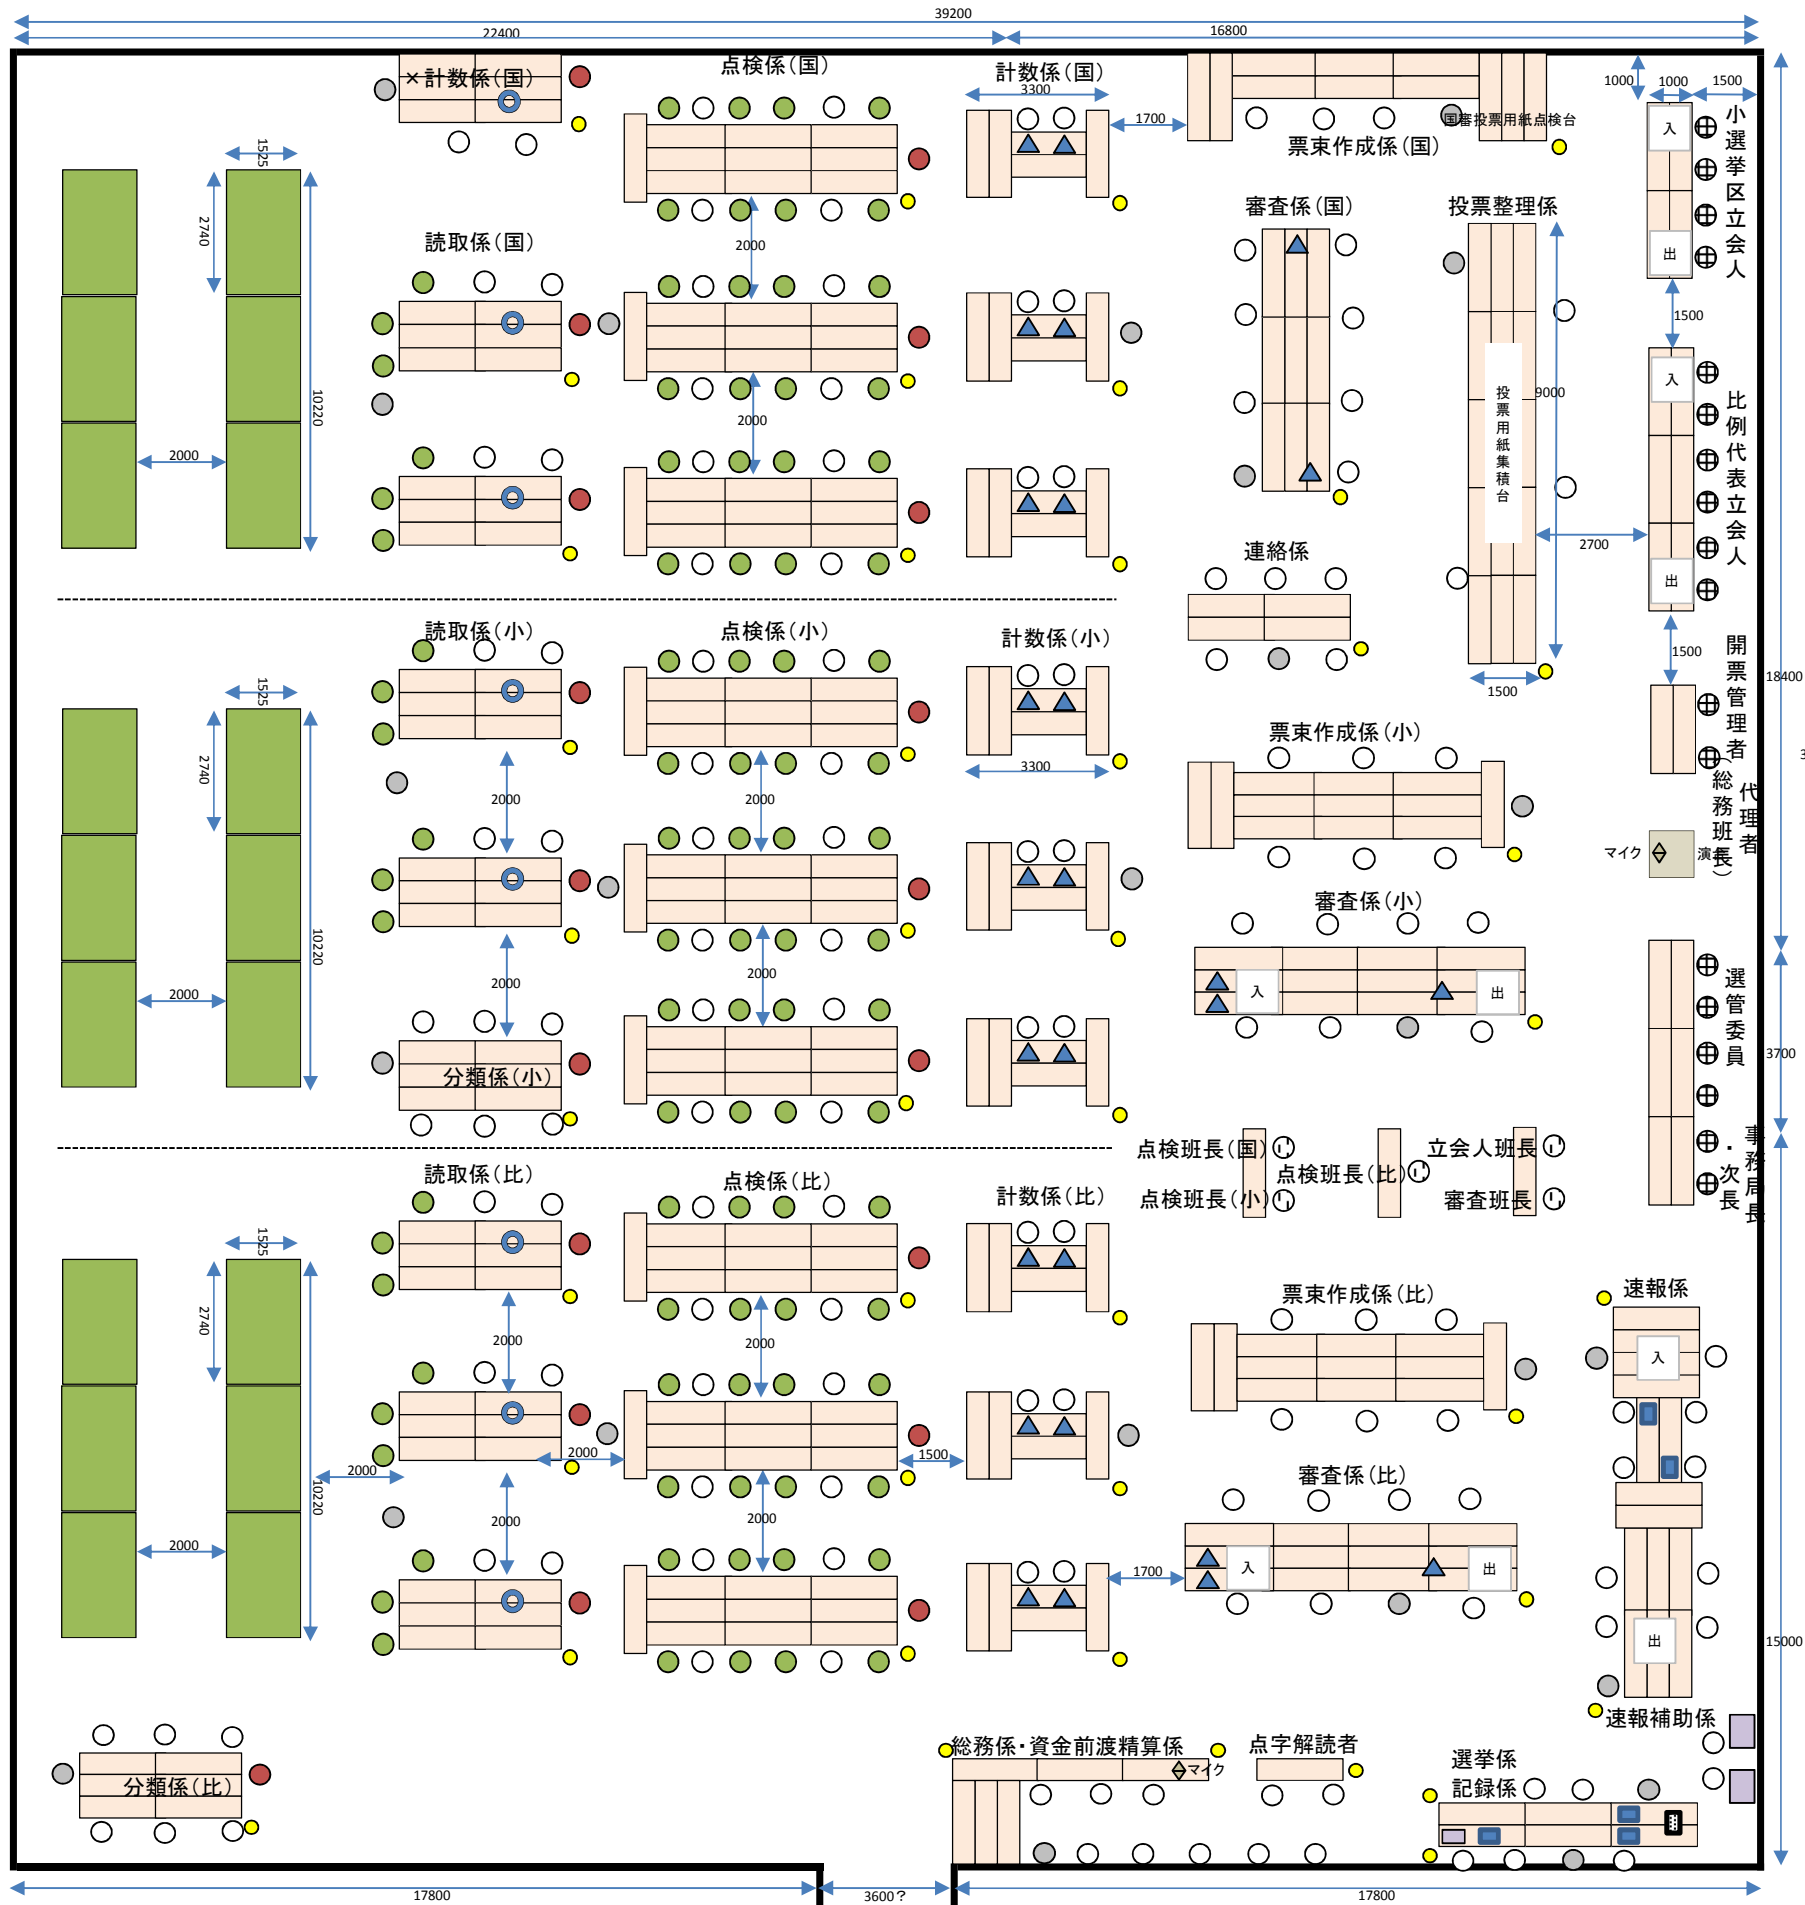 39200
22400
16800
×計数係(国)
点検係(国)
計数係(国)
3300
1700
国審投票用紙点検台
票束作成係(国)
1000
1000
1500
入
出
小選挙区立会人
1525
2740
10220
2000
読取係(国)
2000
2000
審査係(国)
投票整理係
投票用紙集積台
9000
1500
入
出
比例代表立会人
2700
連絡係
1500
1500
開票管理者
代理者
(総務班長)
18400
3
読取係(小)
点検係(小)
計数係(小)
3300
1525
2740
10220
2000
2000
2000
2000
2000
票束作成係(小)
マイク
演
審査係(小)
入
出
選管委員
3700
分類係(小)
点検班長(国)
点検班長(比)
立会人班長
点検班長(小)
審査班長
事務局長
・次長
読取係(比)
点検係(比)
計数係(比)
1525
2740
10220
2000
2000
2000
2000
2000
2000
2000
1500
票束作成係(比)
速報係
入
審査係(比)
1700
入
出
出
15000
速報補助係
分類係(比)
総務係・資金前渡精算係
マイク
点字解読者
選挙係
記録係
17800
3600?
17800